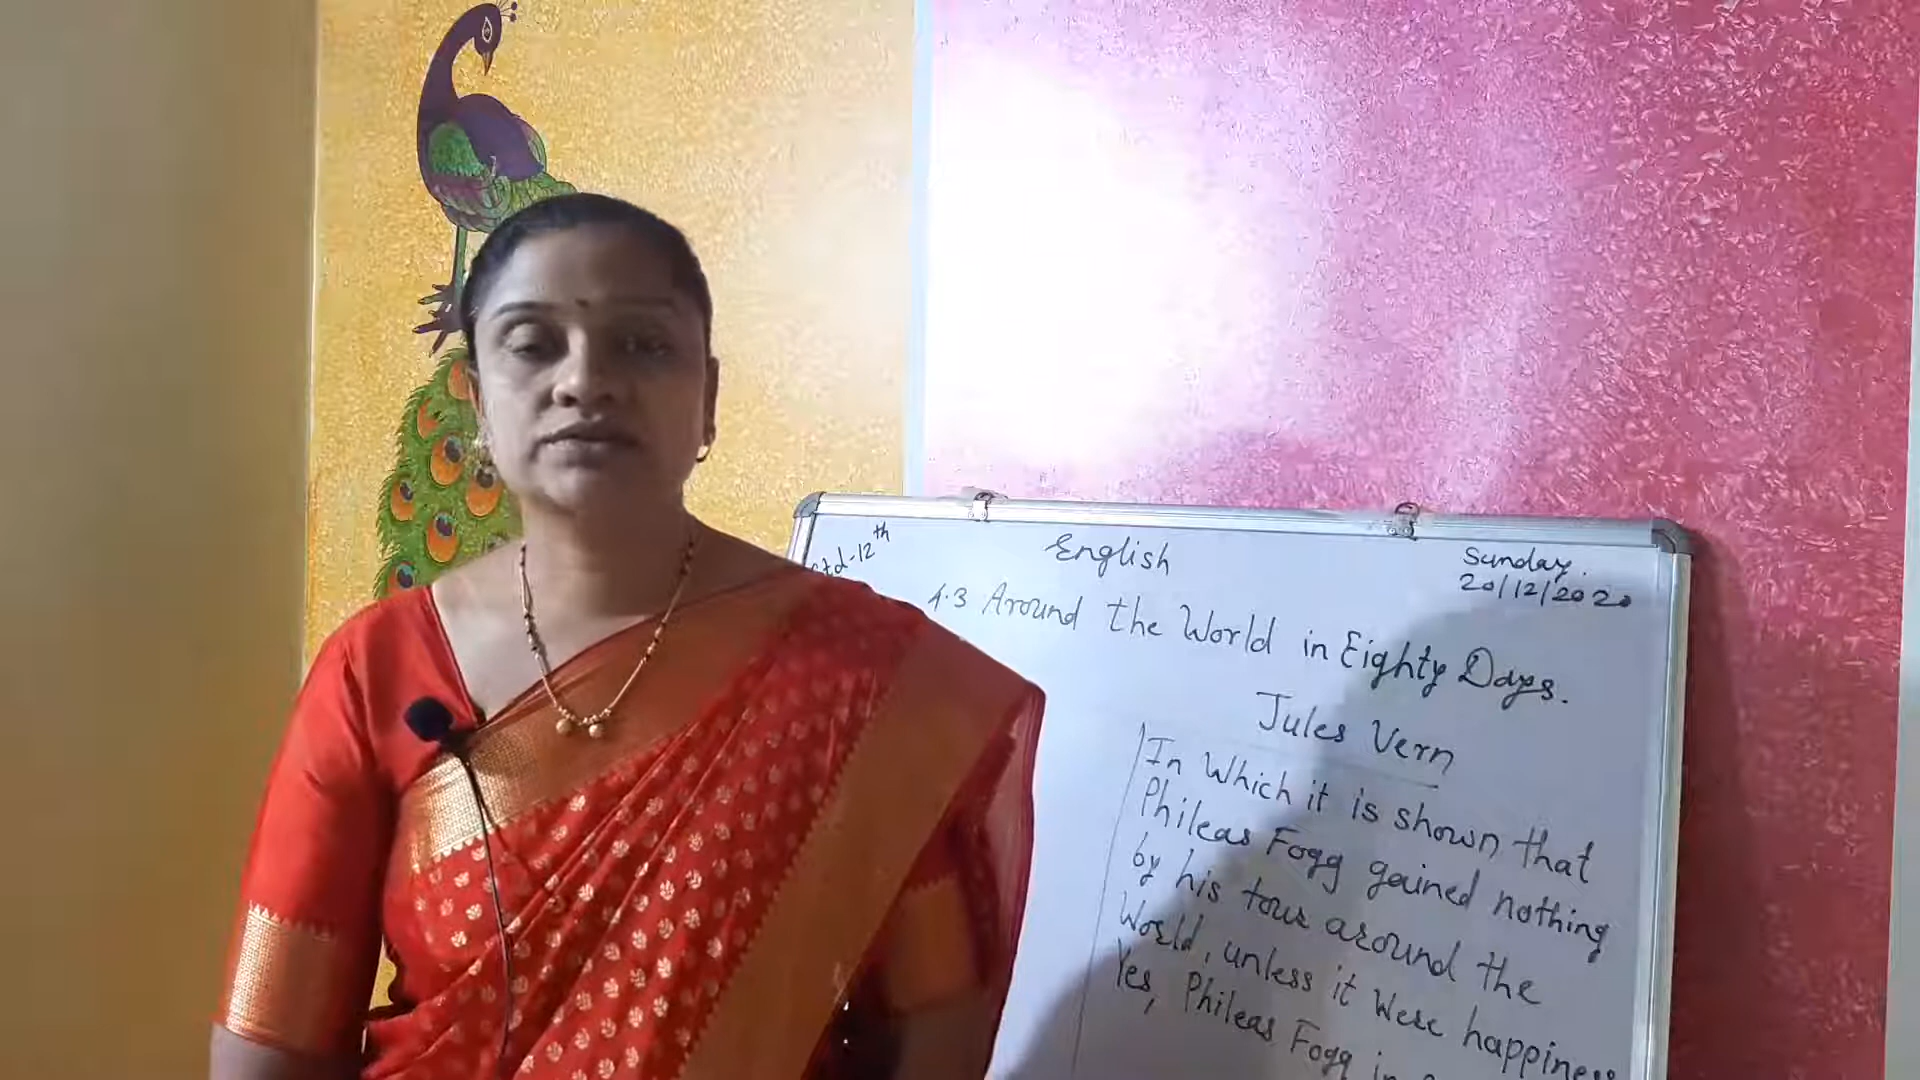 Std-12th
English
Sunday.
20/12/2020
4.3 Around the World in Eighty Days.
Jules Vern
In Which it is shown that
Phileas Fogg gained nothing
by his tour around the
World, unless it Were happiness
Yes, Phileas Fogg